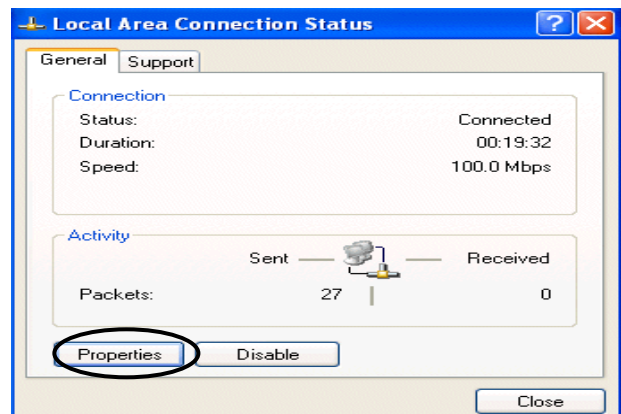 Local Area Connection Status
General Support
Connection
Status: Connected
Duration: 00:19:32
Speed: 100.0 Mbps
Activity
Sent Received
Packets: 27 0
Properties Disable
Close